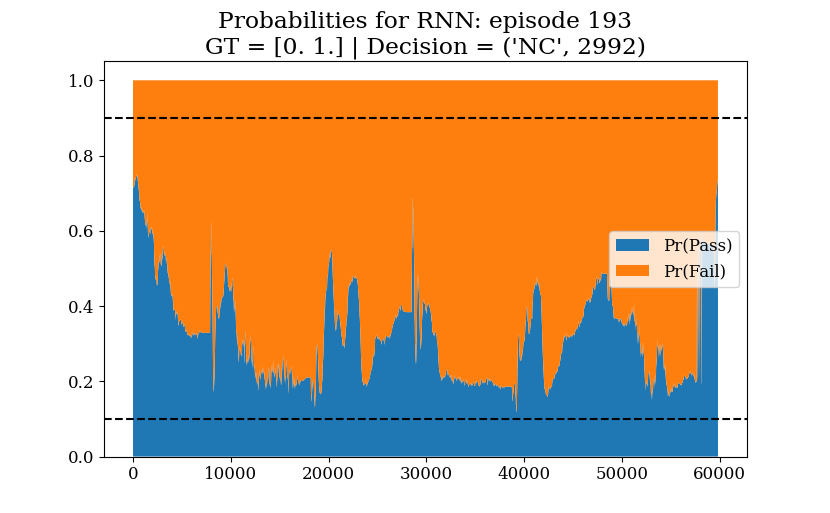 Probabilities for RNN: episode 193
GT = [0. 1.] | Decision = ('NC', 2992)
1.0
0.8
0.6
0.4
0.2
0.0
Pr(Pass)
Pr(Fail)
0 10000 20000 30000 40000 50000 60000